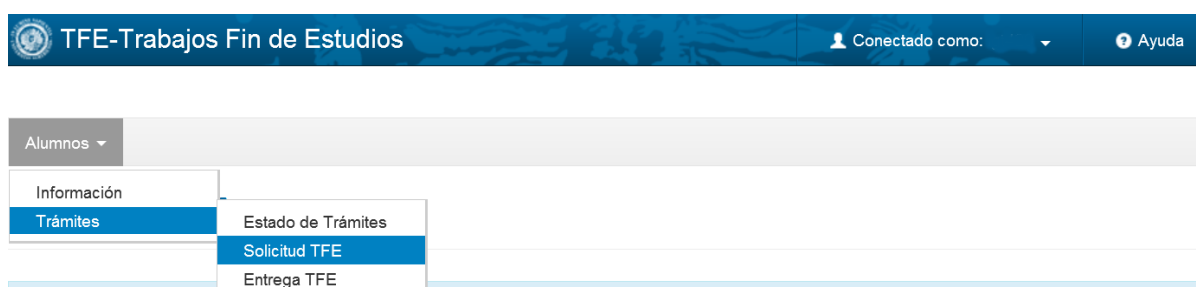 TFE-Trabajos Fin de Estudios
Conectado como:
Ayuda
Alumnos
Información
Trámites
Estado de Trámites
Solicitud TFE
Entrega TFE